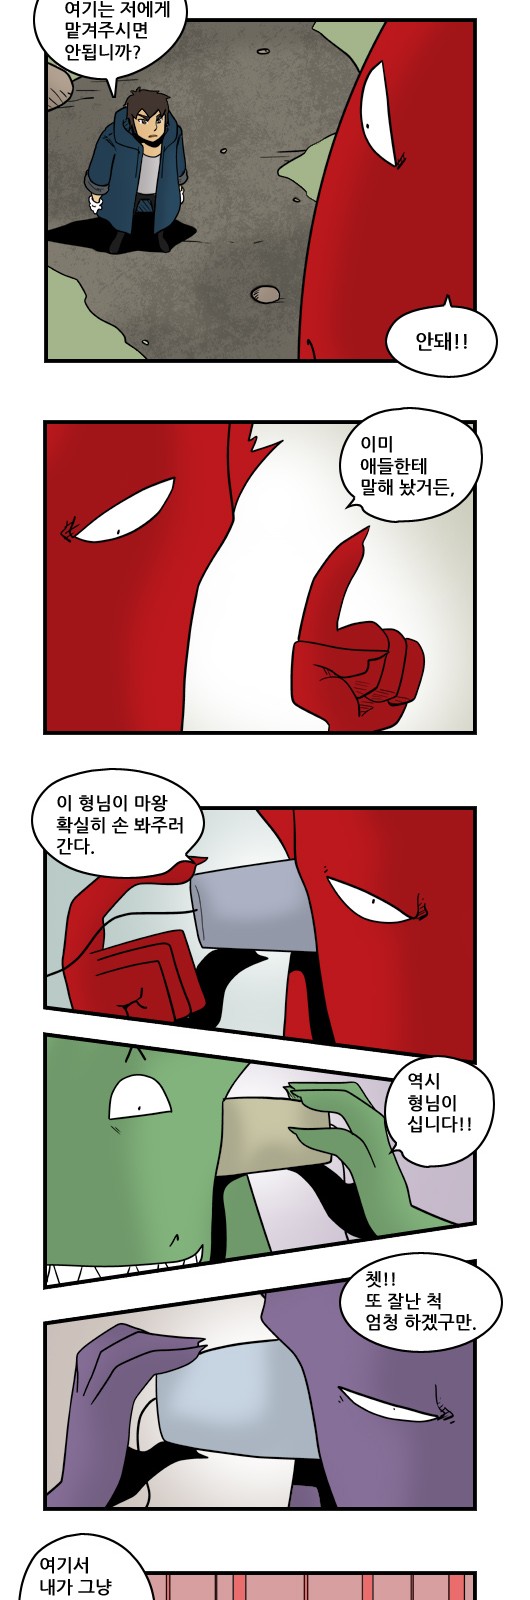 여기는 저에게
맡겨주시면
안됩니까?
안돼!!
이미
애들한테
말해 놨거든,
이 형님이 마왕
확실히 손 봐주러
간다.
역시
형님이
십니다!!
쳇!!
또 잘난 척
엄청 하겠구만.
여기서
내가 그냥